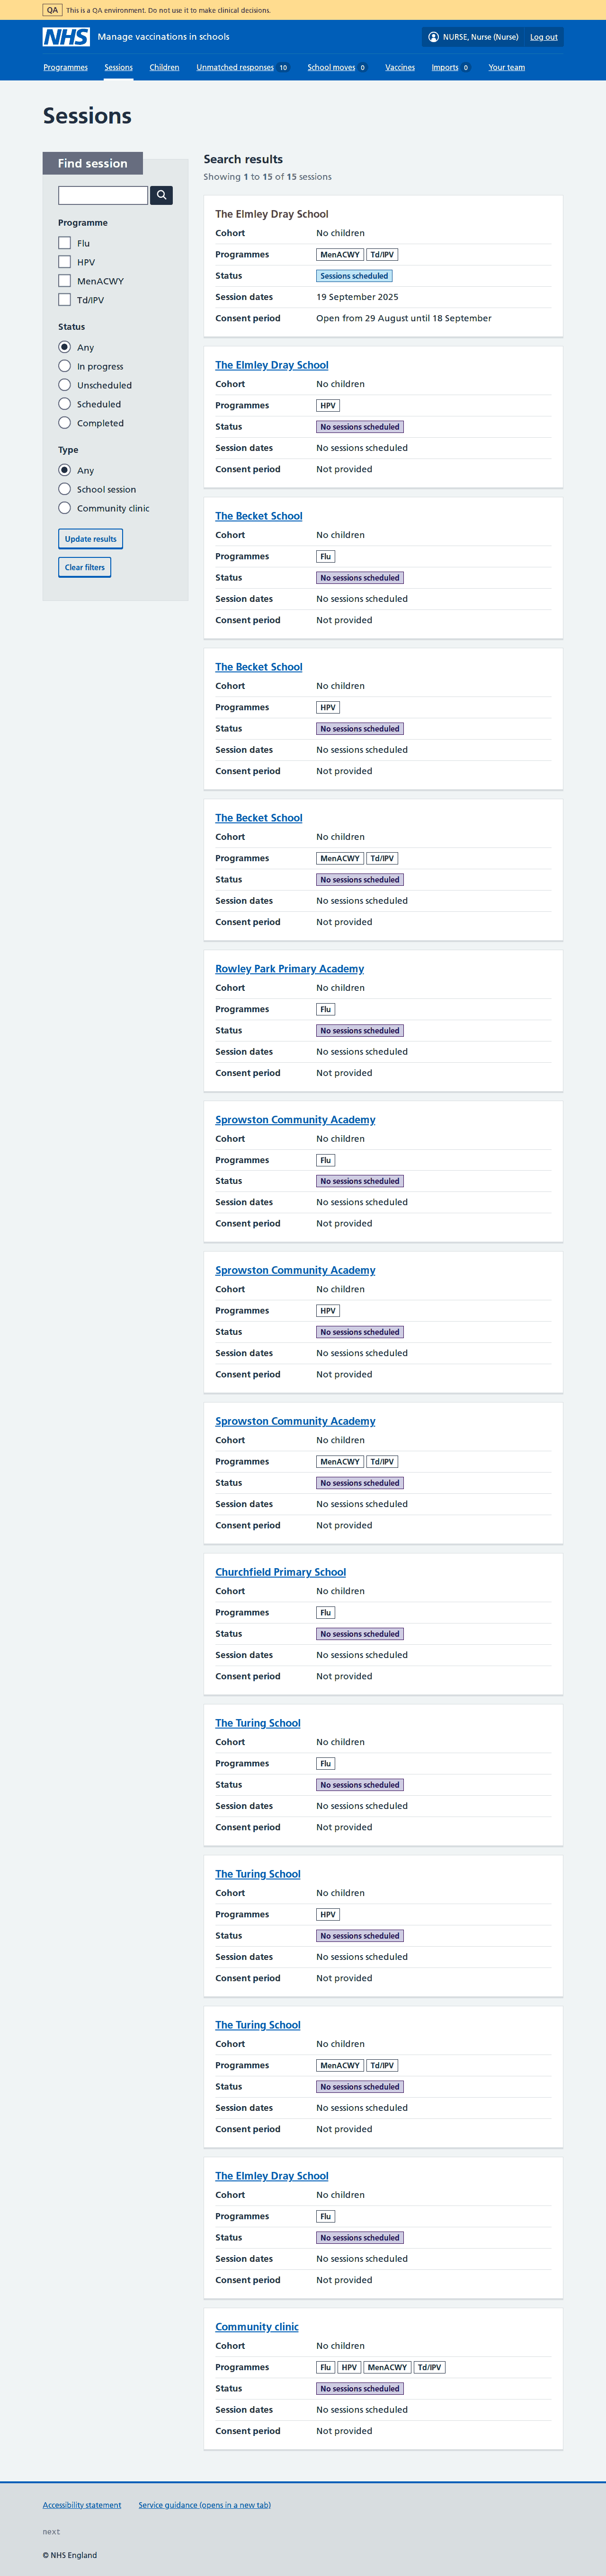 QA This is a QA environment. Do not use it to make clinical decisions.
NHS Manage vaccinations in schools
NURSE, Nurse (Nurse) Log out
Programmes Sessions Children Unmatched responses 10 School moves 0 Vaccines Imports 0 Your team
Sessions
Find session
Programme
Flu
HPV
MenACWY
Td/IPV
Status
Any
In progress
Unscheduled
Scheduled
Completed
Type
Any
School session
Community clinic
Update results
Clear filters
Search results
Showing 1 to 15 of 15 sessions
The Elmley Dray School
Cohort No children
Programmes MenACWY Td/IPV
Status Sessions scheduled
Session dates 19 September 2025
Consent period Open from 29 August until 18 September
The Elmley Dray School
Cohort No children
Programmes HPV
Status No sessions scheduled
Session dates No sessions scheduled
Consent period Not provided
The Becket School
Cohort No children
Programmes Flu
Status No sessions scheduled
Session dates No sessions scheduled
Consent period Not provided
The Becket School
Cohort No children
Programmes HPV
Status No sessions scheduled
Session dates No sessions scheduled
Consent period Not provided
The Becket School
Cohort No children
Programmes MenACWY Td/IPV
Status No sessions scheduled
Session dates No sessions scheduled
Consent period Not provided
Rowley Park Primary Academy
Cohort No children
Programmes Flu
Status No sessions scheduled
Session dates No sessions scheduled
Consent period Not provided
Sprowston Community Academy
Cohort No children
Programmes Flu
Status No sessions scheduled
Session dates No sessions scheduled
Consent period Not provided
Sprowston Community Academy
Cohort No children
Programmes HPV
Status No sessions scheduled
Session dates No sessions scheduled
Consent period Not provided
Sprowston Community Academy
Cohort No children
Programmes MenACWY Td/IPV
Status No sessions scheduled
Session dates No sessions scheduled
Consent period Not provided
Churchfield Primary School
Cohort No children
Programmes Flu
Status No sessions scheduled
Session dates No sessions scheduled
Consent period Not provided
The Turing School
Cohort No children
Programmes Flu
Status No sessions scheduled
Session dates No sessions scheduled
Consent period Not provided
The Turing School
Cohort No children
Programmes HPV
Status No sessions scheduled
Session dates No sessions scheduled
Consent period Not provided
The Turing School
Cohort No children
Programmes MenACWY Td/IPV
Status No sessions scheduled
Session dates No sessions scheduled
Consent period Not provided
The Elmley Dray School
Cohort No children
Programmes Flu
Status No sessions scheduled
Session dates No sessions scheduled
Consent period Not provided
Community clinic
Cohort No children
Programmes Flu HPV MenACWY Td/IPV
Status No sessions scheduled
Session dates No sessions scheduled
Consent period Not provided
Accessibility statement Service guidance (opens in a new tab)
next
© NHS England